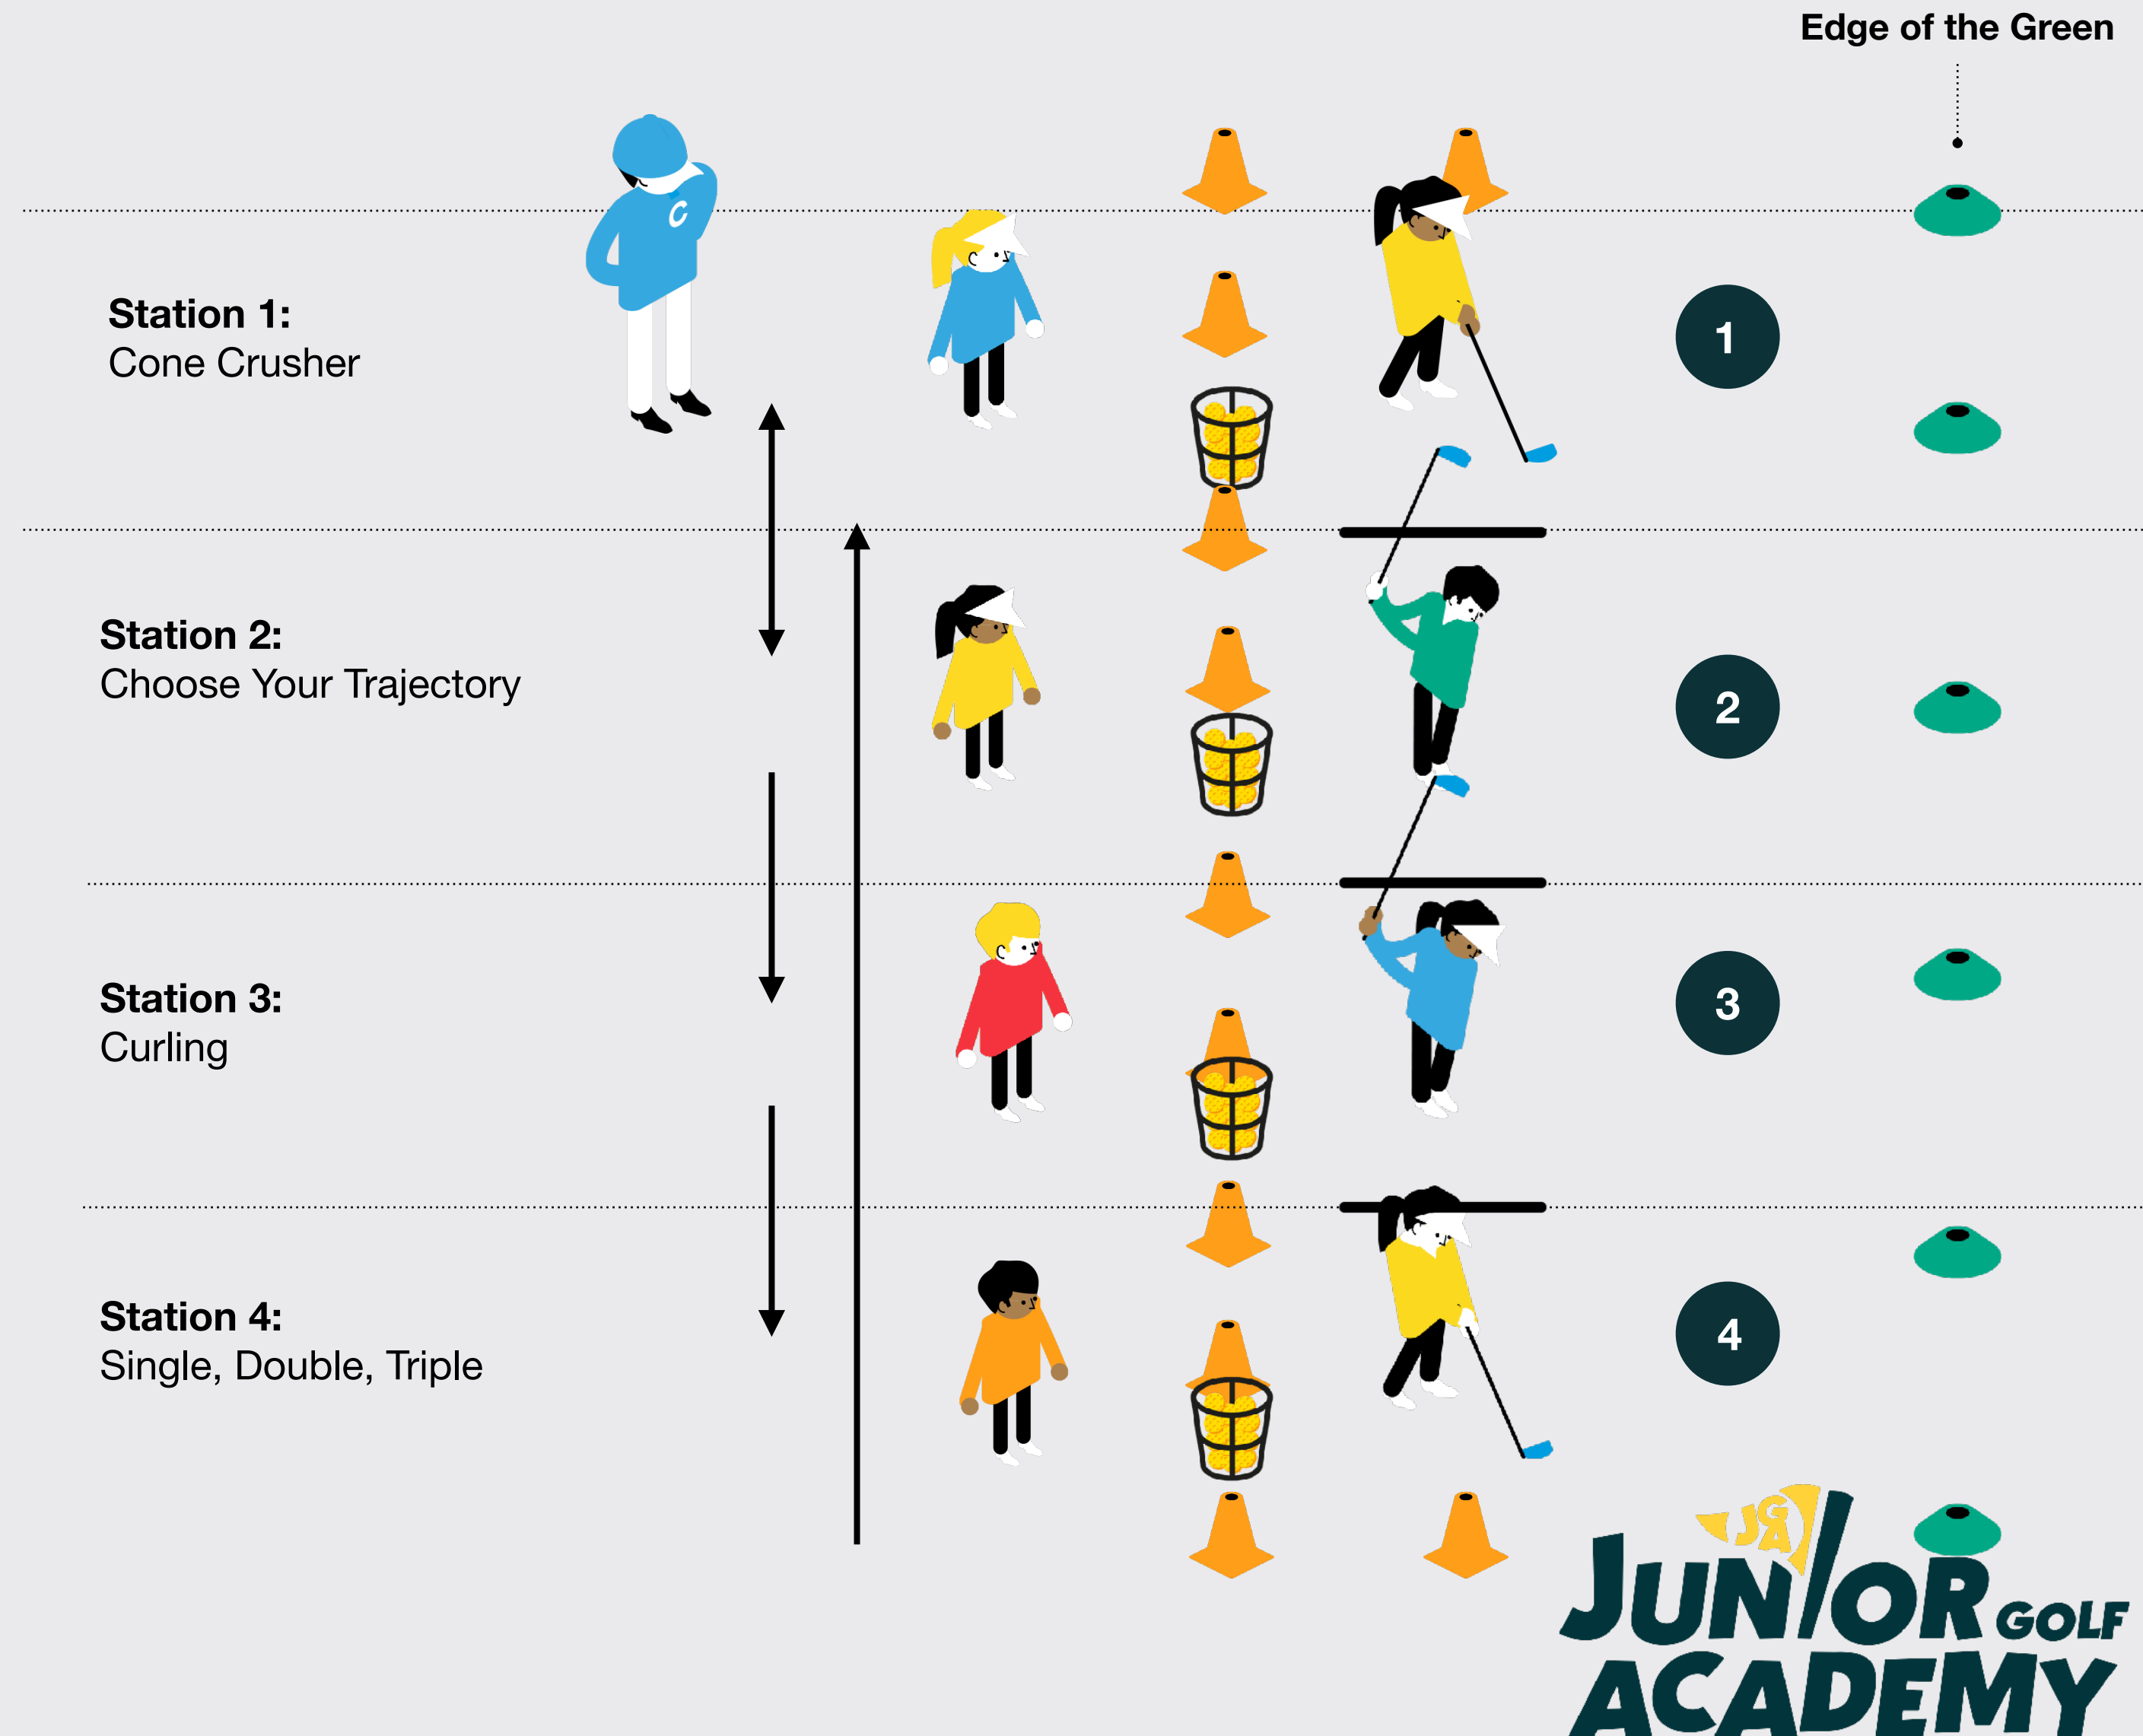 Edge of the Green
C
Station 1:
Cone Crusher
1
Station 2:
Choose Your Trajectory
2
Station 3:
Curling
3
Station 4:
Single, Double, Triple
4
JGA
JUNIOR GOLF
ACADEMY